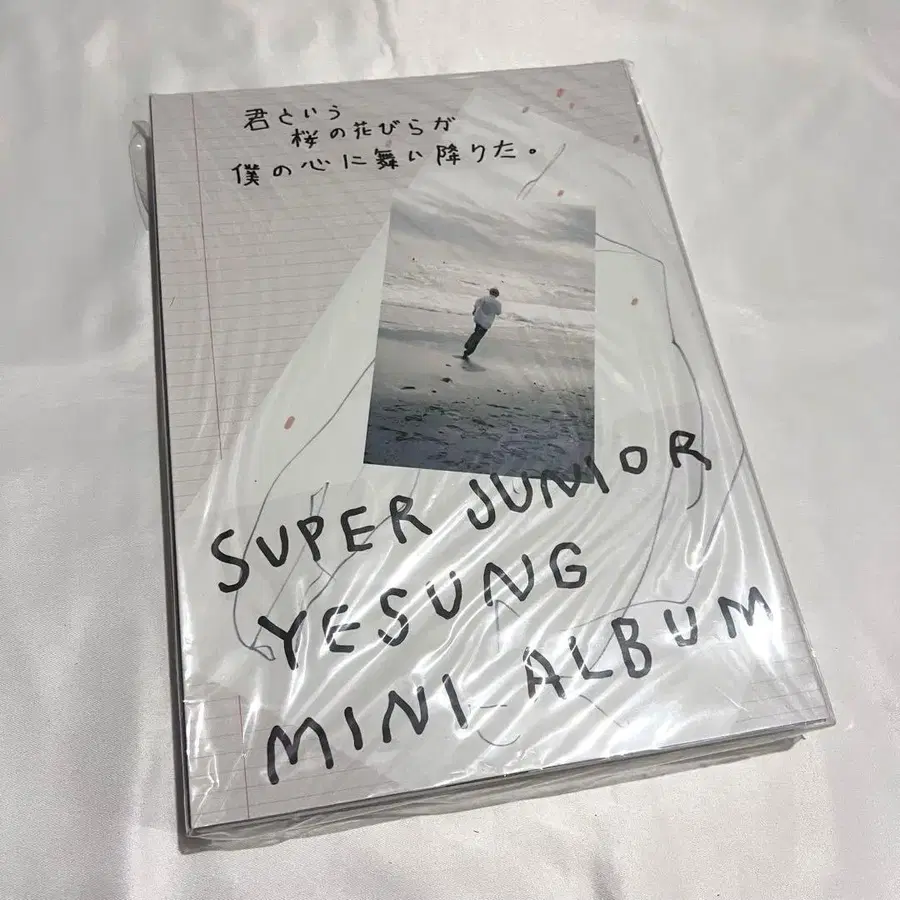 君という
桜の花びらが
僕の心に舞い降りた。
SUPER JUNIOR
YESUNG
MINI ALBUM